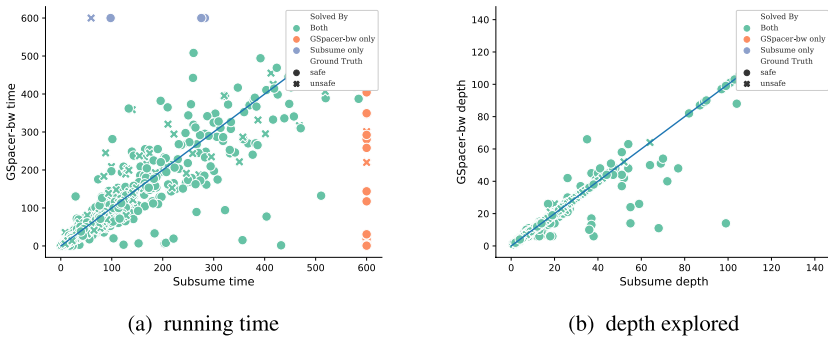 600
500
400
300
200
100
0
GSpacer-bw time
0
100
200
300
400
500
600
Subsume time
Solved By
Both
GSpacer-bw only
Subsume only
Ground Truth
safe
unsafe
140
120
100
80
60
40
20
0
GSpacer-bw depth
0
20
40
60
80
100
120
140
Subsume depth
Solved By
Both
GSpacer-bw only
Subsume only
Ground Truth
safe
unsafe
(a) running time
(b) depth explored